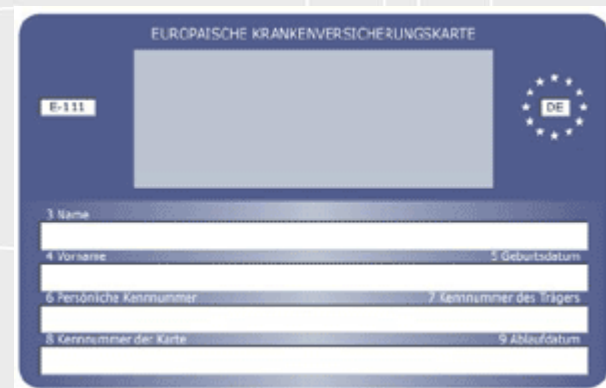 EUROPÄISCHE KRANKENVERSICHERUNGSKARTE
E-111
DE
3 Name
4 Vorname 5 Geburtsdatum
6 Persönliche Kennnummer 7 Kennnummer des Trägers
8 Kennnummer der Karte 9 Ablaufdatum